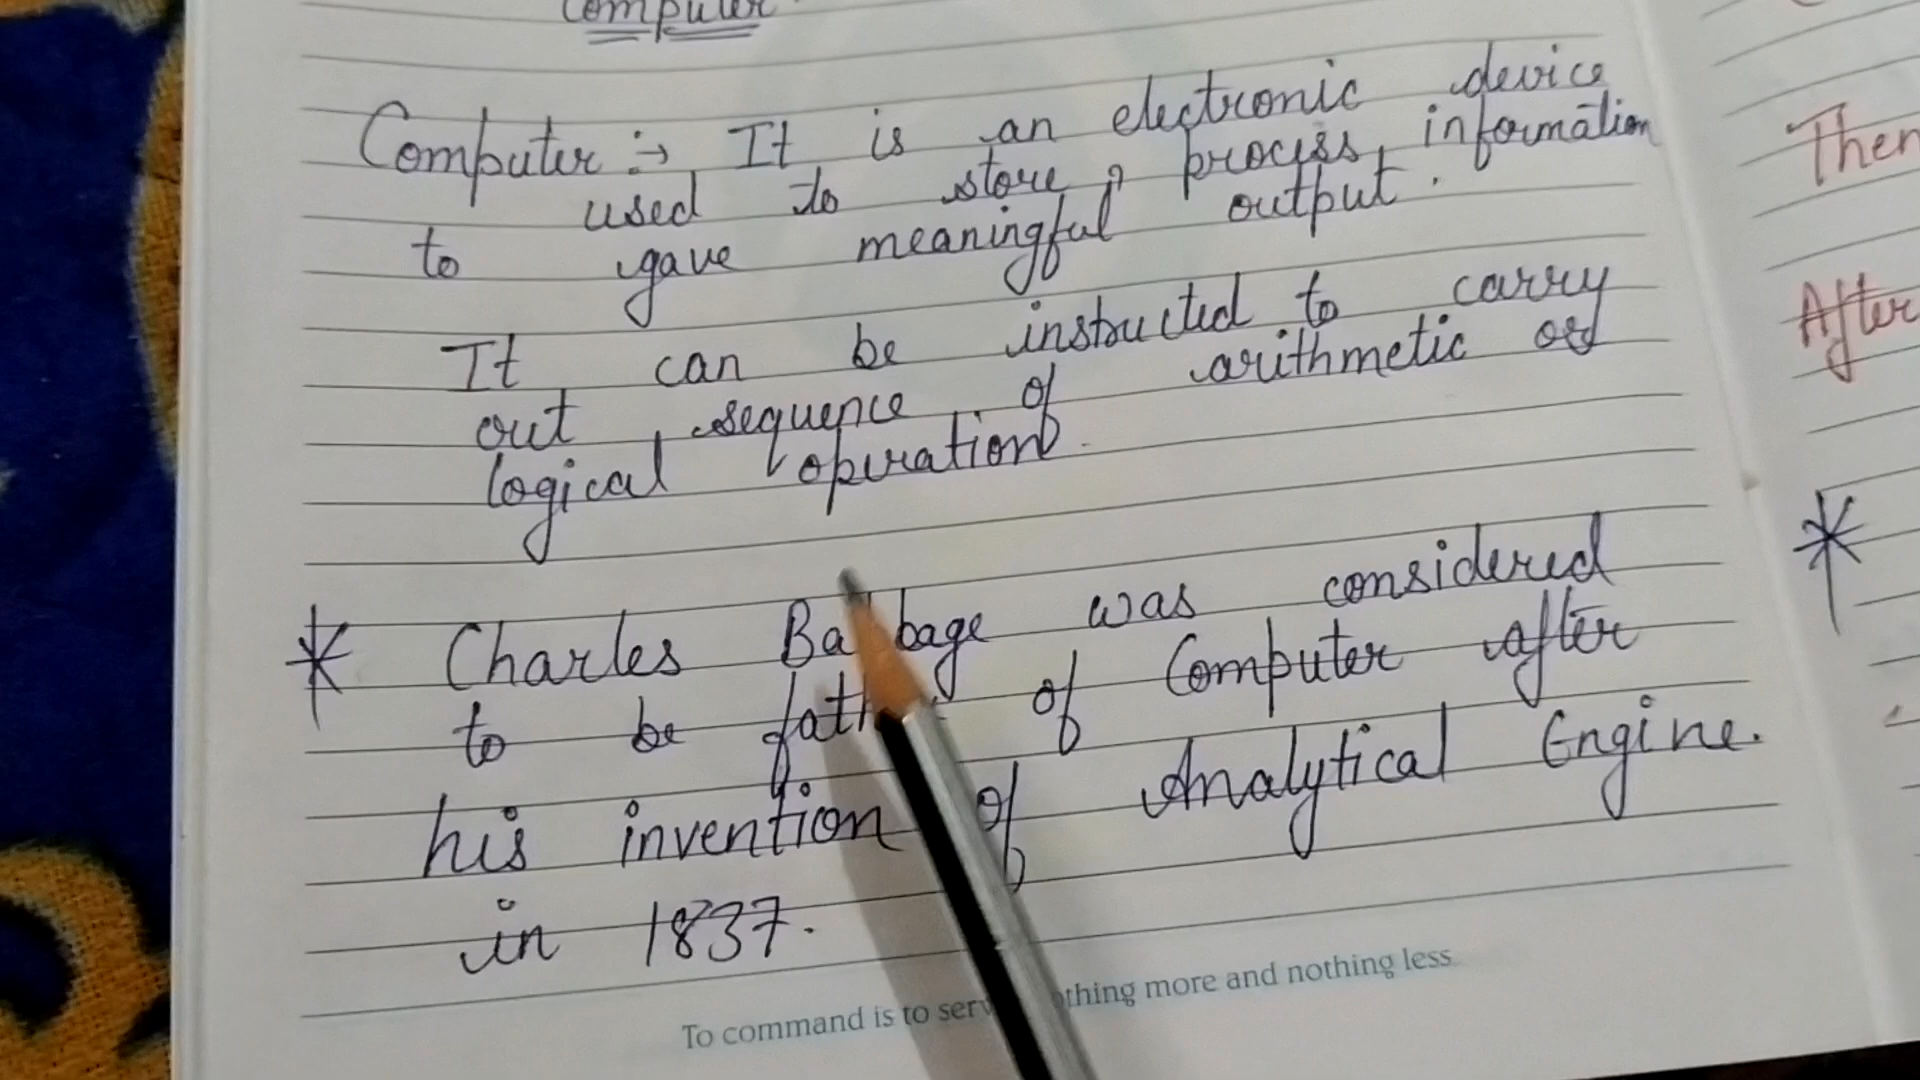 Computer
Computer :→ It is an electronic device
used to store, process, information
to gave meaningful output.
It can be instructed to carry
out sequence of arithmetic or
logical operation.
* Charles Babbage was considered
to be father of Computer after
his invention of Analytical Engine.
in 1837.
To command is to serve nothing more and nothing less.
Then
After
*